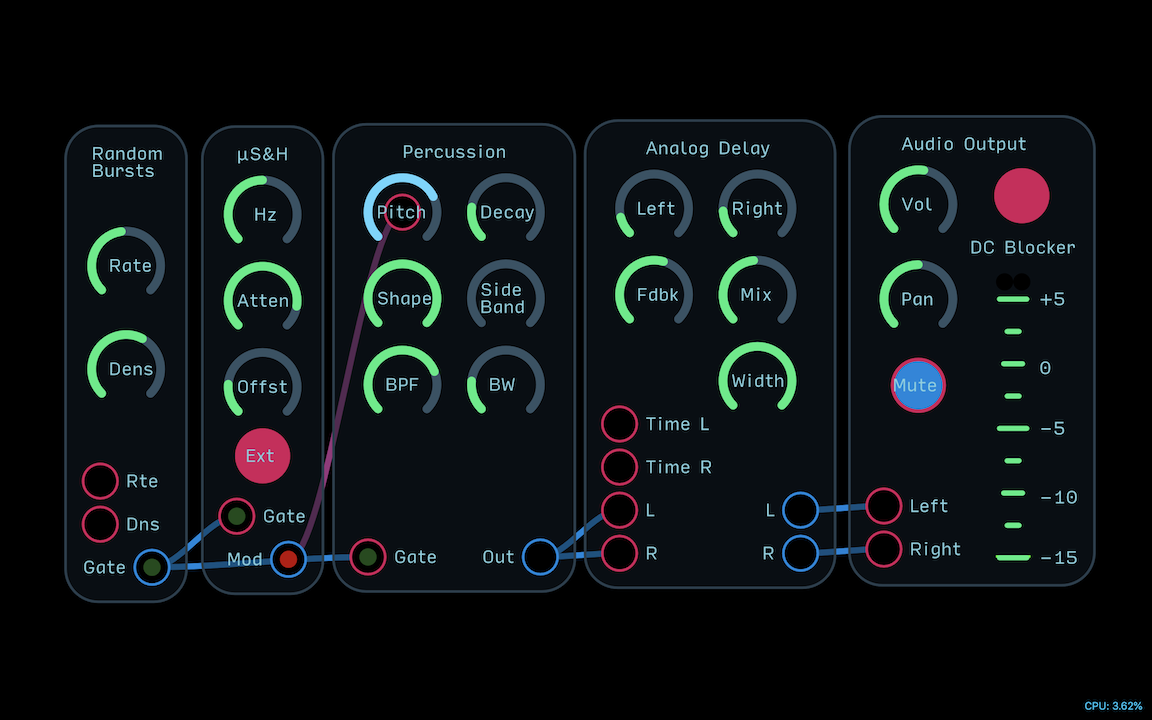 Random
Bursts
Rate
Dens
Rte
Dns
Gate
µS&H
Hz
Atten
Offst
Ext
Gate
Mod
Percussion
Pitch
Decay
Shape
Side
Band
BPF
BW
Gate
Out
Analog Delay
Left
Right
Fdbk
Mix
Width
Time L
Time R
L
R
L
R
Audio Output
Vol
DC Blocker
Pan
Mute
Left
Right
+5
0
−5
−10
−15
CPU: 3.62%